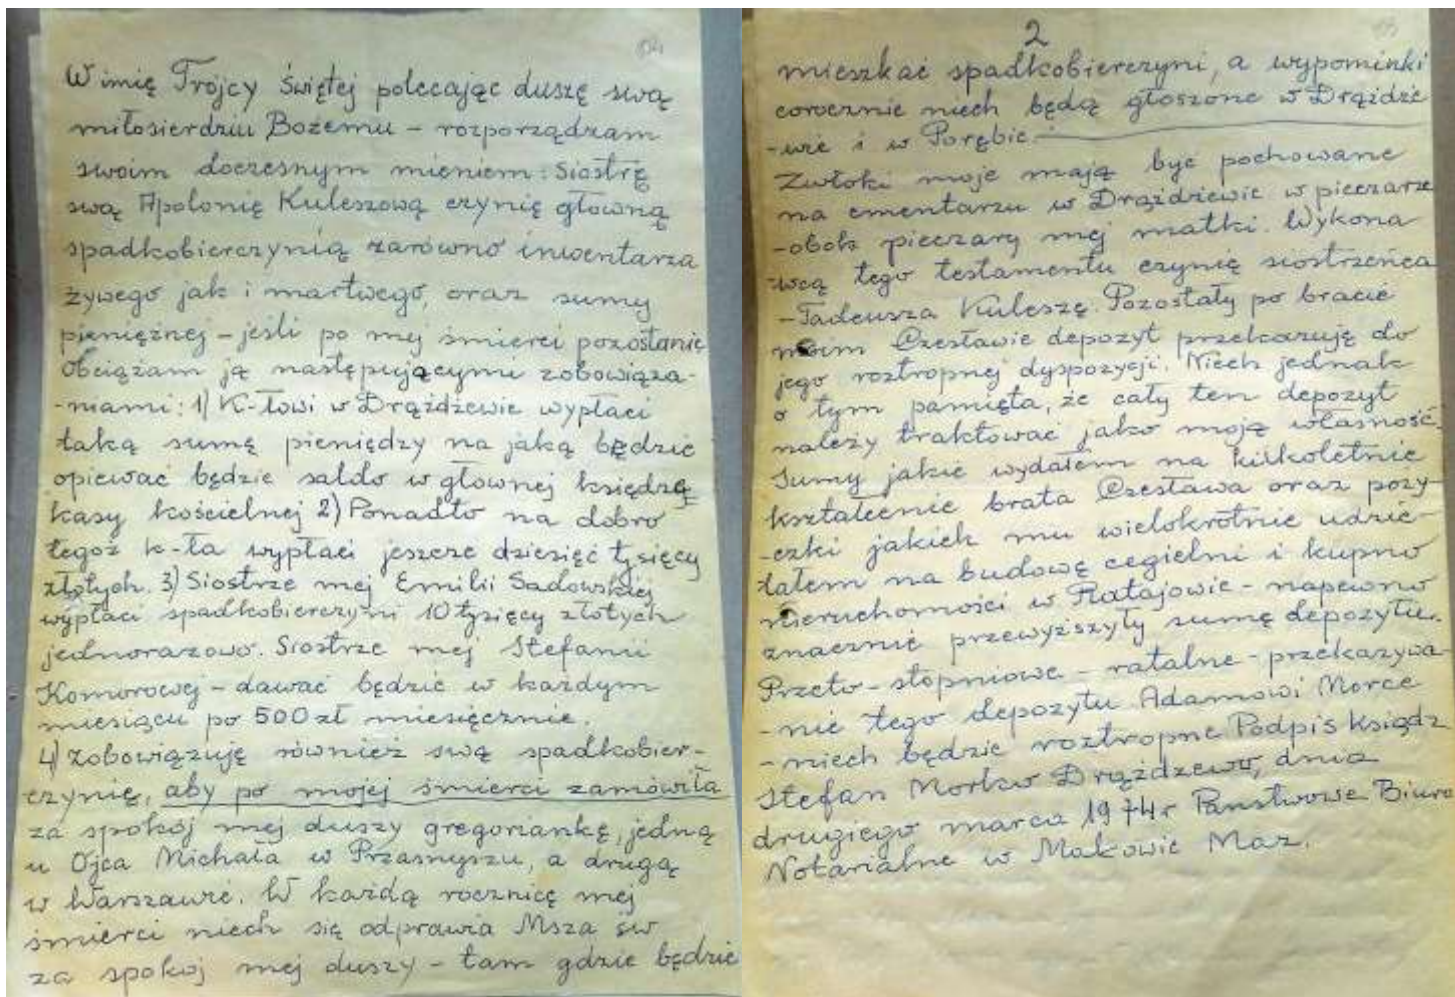 W imię Trójcy Świętej polecając duszę swą
miłosierdziu Bożemu – rozporządzam
swoim doczesnym mieniem: Siostrę
swą Apolonię Kuleszową czynię główną
spadkobierczynią zarówno inwentarza
żywego jak i martwego, oraz sumy
pieniężnej – jeśli po mej śmierci pozostanie
Obciążam ją następującymi zobowiąza-
-niami: 1) K-łowi w Drążdżewie wypłaci
taką sumę pieniędzy na jaką będzie
opiewać będzie saldo w głównej księdzę
kasy kościelnej 2) Ponadto na dobro
tegoż k-ła wypłaci jeszcze dziesięć tysięcy
złotych. 3) Siostrze mej Emilii Sadowskiej
wypłaci spadkobierczyni 10 tysięcy złotych
jednorazowo. Siostrze mej Stefanii
Komorowej – dawać będzie w każdym
miesiącu po 500 zł miesięcznie.
4) Zobowiązuję również swą spadkobier-
czynię, aby po mojej śmierci zamówiła
za spokój mej duszy gregoriankę, jedną
u Ojca Michała w Przasnyszu, a drugą
w Warszawie. W każdą rocznicę mej
śmierci niech się odprawia Msza św
za spokój mej duszy – tam gdzie będzie
2
mieszkać spadkobierczyni, a wypominki
corocznie niech będą głoszone w Drążdże
-wie i w Porębie.
Zwłoki moje mają być pochowane
na cmentarzu w Drążdżewie w pieczarze
-obok pieczary mej matki. Wykona
-wcą tego testamentu czynię siostrzeńca
-Tadeusza Kuleszę. Pozostały po bracie
moim Czesławie depozyt przekazuję do
jego roztropnej dyspozycji. Niech jednak
o tym pamięta, że cały ten depozyt
należy traktować jako moją własność.
Sumy jakie wydałem na kilkoletnie
kształcenie brata Czesława oraz poży-
-czki jakich mu wielokrotnie udzie-
łałem na budowę cegielni i kupno
nieruchomości w Ratajowie – napewno
znacznie przewyższyły sumę depozytu.
Przeto – stopniowe – ratalne – przekazywa-
-nie tego depozytu Adamowi Morce
-niech będzie roztropne Podpis Ksiądz
Stefan Morko Drążdzewo, dnia
drugiego marca 1974 r Państwowe Biuro
Notarialne w Makowie Maz.